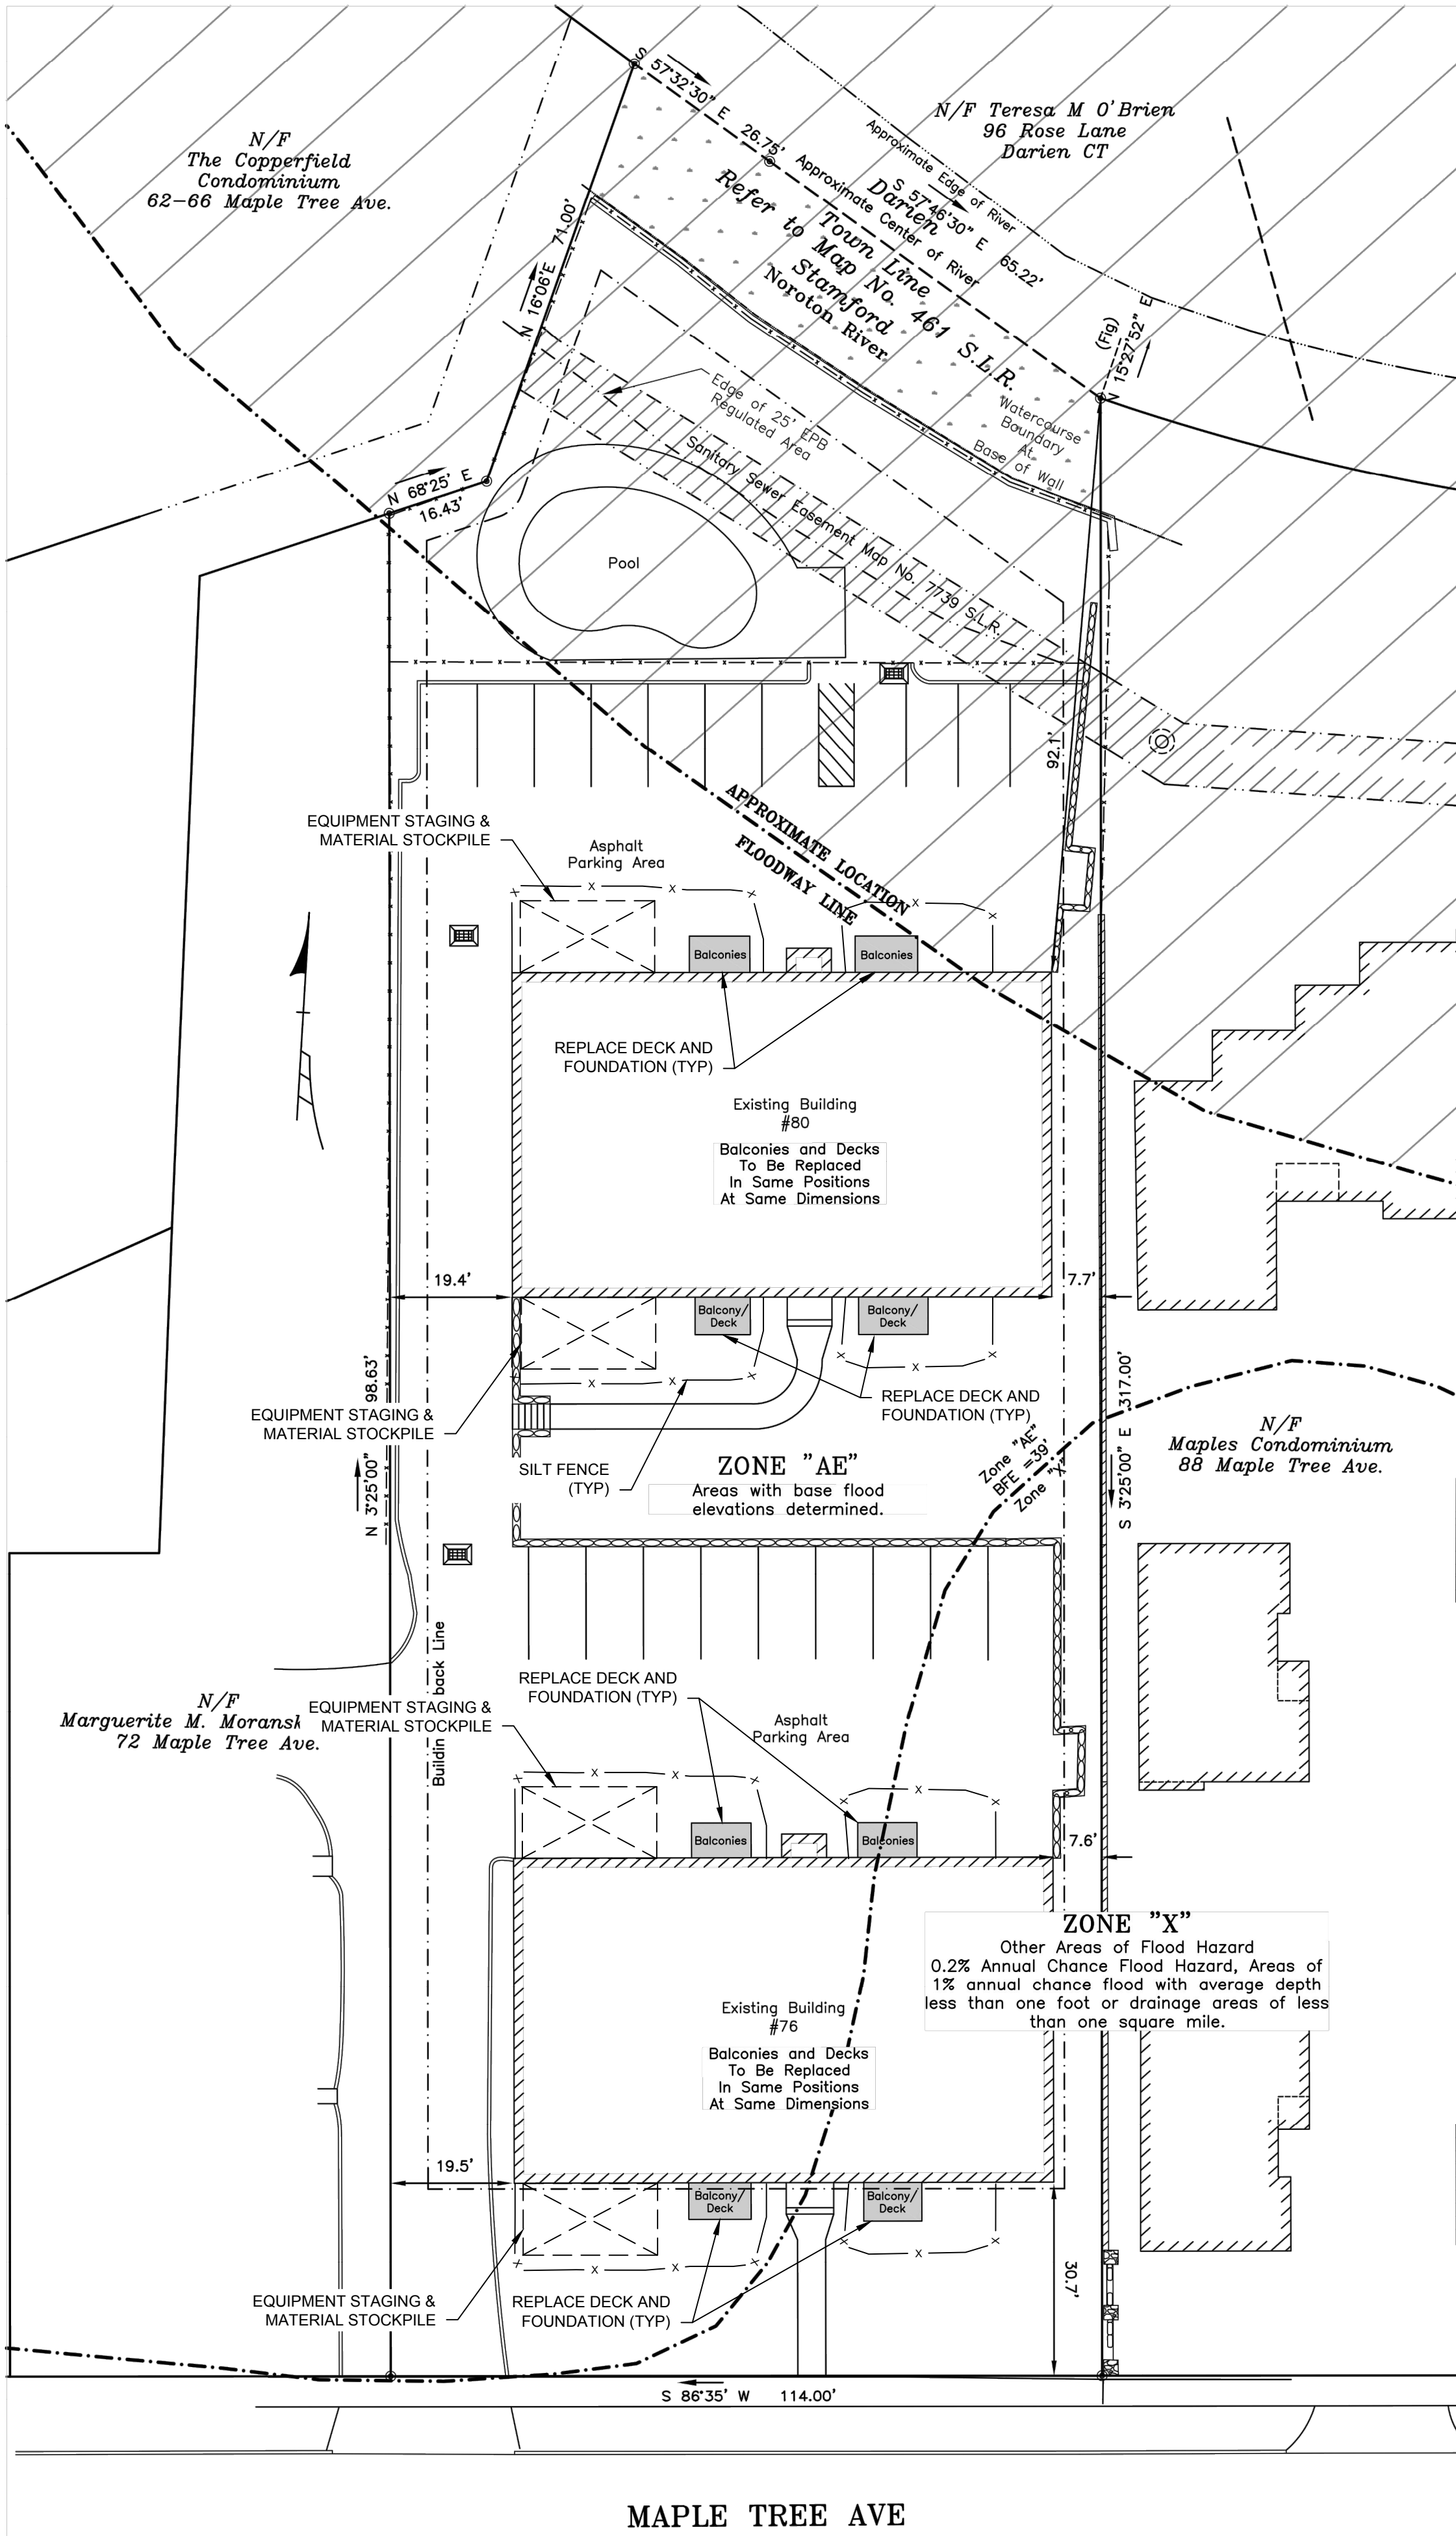 N/F
The Copperfield
Condominium
62-66 Maple Tree Ave.
S 57°32'30" E 26.75'
N/F Teresa M O'Brien
96 Rose Lane
Darien CT
Approximate Edge of River
S 57°46'30" E 65.22'
Approximate Center of River
Darien
Town Line
Refer to Map No. 461 S.L.R.
Stamford
Noroton River
N 16°06'E 71.00'
(Fig)
15°27'52" E
Watercourse
Boundary
At
Base of Wall
Edge of 25' EPB
Regulated Area
Sanitary Sewer Easement Map No. 7739 S.L.R.
N 68°25' E
16.43'
Pool
92.1'
APPROXIMATE LOCATION
FLOODWAY LINE
EQUIPMENT STAGING &
MATERIAL STOCKPILE
Asphalt
Parking Area
Balconies
Balconies
REPLACE DECK AND
FOUNDATION (TYP)
Existing Building
#80
Balconies and Decks
To Be Replaced
In Same Positions
At Same Dimensions
19.4'
7.7'
Balcony/
Deck
Balcony/
Deck
REPLACE DECK AND
FOUNDATION (TYP)
EQUIPMENT STAGING &
MATERIAL STOCKPILE
SILT FENCE
(TYP)
ZONE "AE"
Areas with base flood
elevations determined.
Zone "AE"
BFE =39'
Zone "X"
N 3°25'00" 98.63'
S 3°25'00" E 317.00'
N/F
Maples Condominium
88 Maple Tree Ave.
N/F
Marguerite M. Moransk
72 Maple Tree Ave.
Buildin back Line
REPLACE DECK AND
FOUNDATION (TYP)
EQUIPMENT STAGING &
MATERIAL STOCKPILE
Asphalt
Parking Area
Balconies
Balconies
7.6'
ZONE "X"
Other Areas of Flood Hazard
0.2% Annual Chance Flood Hazard, Areas of
1% annual chance flood with average depth
less than one foot or drainage areas of less
than one square mile.
Existing Building
#76
Balconies and Decks
To Be Replaced
In Same Positions
At Same Dimensions
19.5'
Balcony/
Deck
Balcony/
Deck
30.7'
EQUIPMENT STAGING &
MATERIAL STOCKPILE
REPLACE DECK AND
FOUNDATION (TYP)
S 86°35' W 114.00'
MAPLE TREE AVE